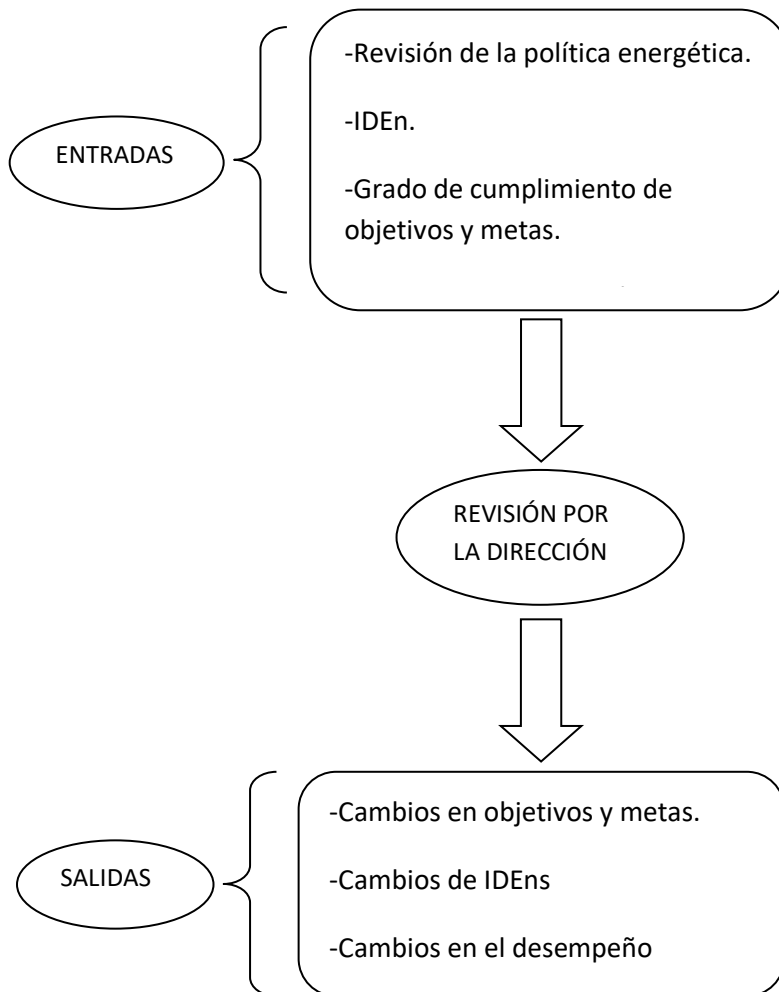 -Revisión de la política energética.
ENTRADAS
-IDEn.
-Grado de cumplimiento de
objetivos y metas.
REVISIÓN POR
LA DIRECCIÓN
-Cambios en objetivos y metas.
SALIDAS
-Cambios de IDEns
-Cambios en el desempeño